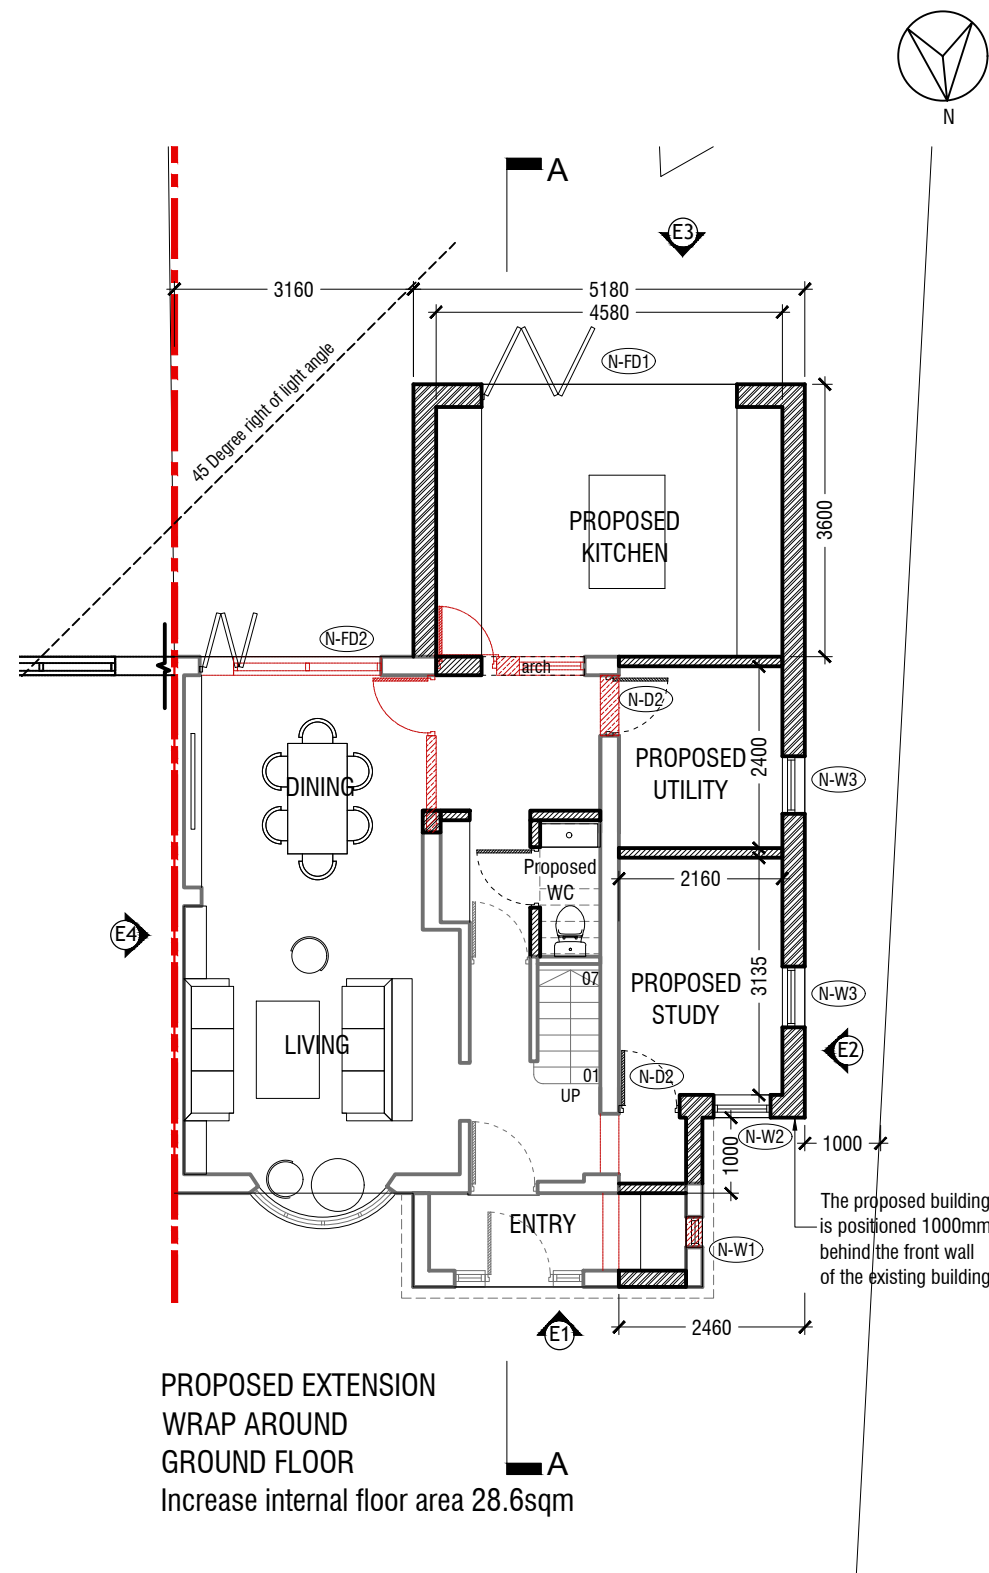 N
A
E3
3160
5180
4580
N-FD1
45 Degree right of light angle
3600
PROPOSED
KITCHEN
N-FD2
arch
N-D2
PROPOSED
UTILITY
2400
N-W3
DINING
Proposed
WC
2160
E4
07
PROPOSED
STUDY
3135
N-W3
LIVING
E2
01
UP
N-D2
N-W2
1000
1000
ENTRY
N-W1
The proposed building
is positioned 1000mm
behind the front wall
of the existing building
E1
2460
PROPOSED EXTENSION
WRAP AROUND
GROUND FLOOR
A
Increase internal floor area 28.6sqm